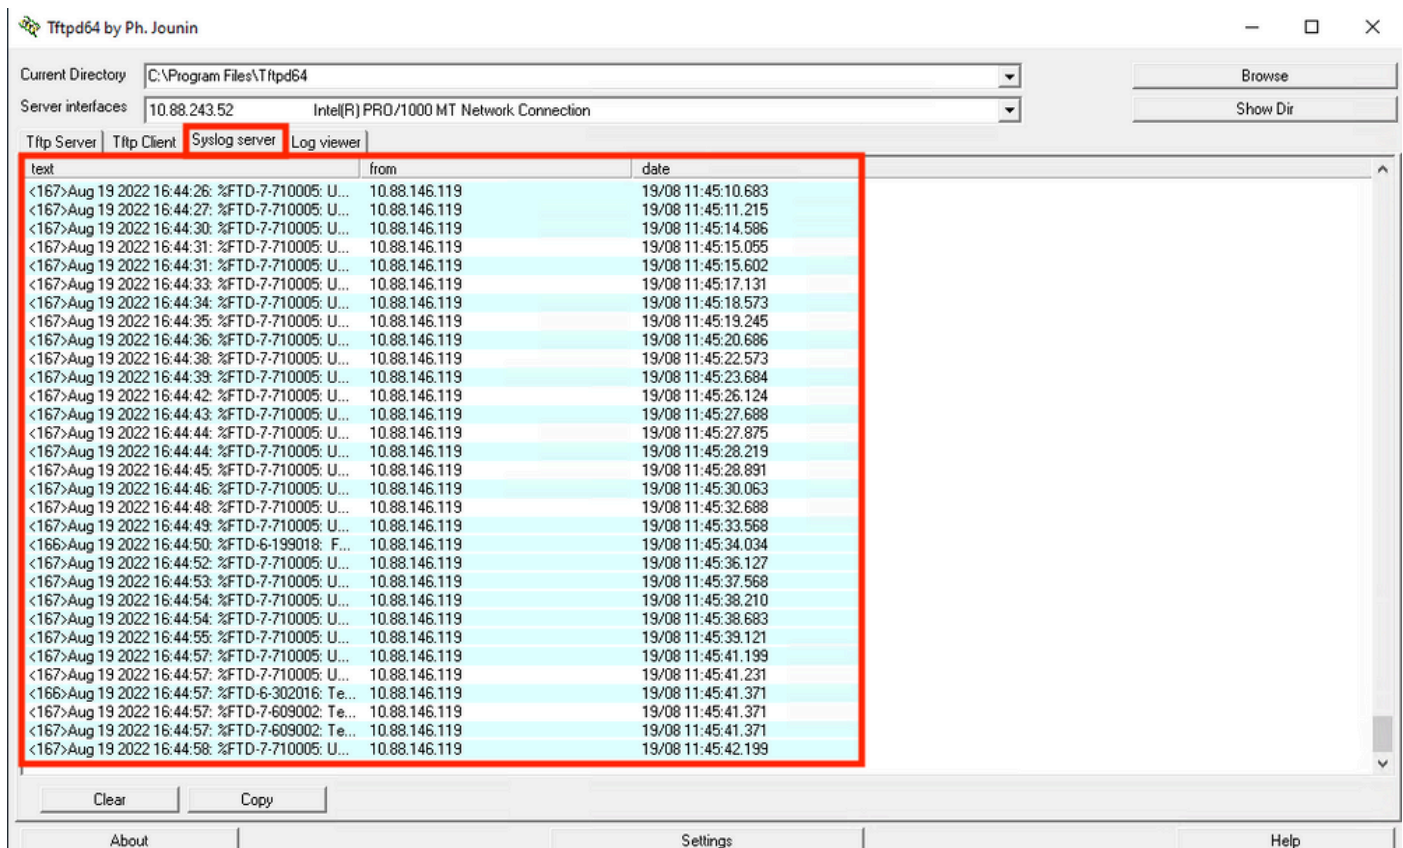 Tftpd64 by Ph. Jounin
Current Directory C:\Program Files\Tftpd64 Browse
Server interfaces 10.88.243.52 Intel(R) PRO/1000 MT Network Connection Show Dir
Tftp Server Tftp Client Syslog server Log viewer
text from date
<167>Aug 19 2022 16:44:26: %FTD-7-710005: U... 10.88.146.119 19/08 11:45:10.683
<167>Aug 19 2022 16:44:27: %FTD-7-710005: U... 10.88.146.119 19/08 11:45:11.215
<167>Aug 19 2022 16:44:30: %FTD-7-710005: U... 10.88.146.119 19/08 11:45:14.586
<167>Aug 19 2022 16:44:31: %FTD-7-710005: U... 10.88.146.119 19/08 11:45:15.055
<167>Aug 19 2022 16:44:31: %FTD-7-710005: U... 10.88.146.119 19/08 11:45:15.602
<167>Aug 19 2022 16:44:33: %FTD-7-710005: U... 10.88.146.119 19/08 11:45:17.131
<167>Aug 19 2022 16:44:34: %FTD-7-710005: U... 10.88.146.119 19/08 11:45:18.573
<167>Aug 19 2022 16:44:35: %FTD-7-710005: U... 10.88.146.119 19/08 11:45:19.245
<167>Aug 19 2022 16:44:36: %FTD-7-710005: U... 10.88.146.119 19/08 11:45:20.686
<167>Aug 19 2022 16:44:38: %FTD-7-710005: U... 10.88.146.119 19/08 11:45:22.573
<167>Aug 19 2022 16:44:39: %FTD-7-710005: U... 10.88.146.119 19/08 11:45:23.684
<167>Aug 19 2022 16:44:42: %FTD-7-710005: U... 10.88.146.119 19/08 11:45:26.124
<167>Aug 19 2022 16:44:43: %FTD-7-710005: U... 10.88.146.119 19/08 11:45:27.688
<167>Aug 19 2022 16:44:44: %FTD-7-710005: U... 10.88.146.119 19/08 11:45:27.875
<167>Aug 19 2022 16:44:44: %FTD-7-710005: U... 10.88.146.119 19/08 11:45:28.219
<167>Aug 19 2022 16:44:45: %FTD-7-710005: U... 10.88.146.119 19/08 11:45:28.891
<167>Aug 19 2022 16:44:46: %FTD-7-710005: U... 10.88.146.119 19/08 11:45:30.063
<167>Aug 19 2022 16:44:48: %FTD-7-710005: U... 10.88.146.119 19/08 11:45:32.688
<167>Aug 19 2022 16:44:49: %FTD-7-710005: U... 10.88.146.119 19/08 11:45:33.568
<166>Aug 19 2022 16:44:50: %FTD-6-199018: F... 10.88.146.119 19/08 11:45:34.034
<167>Aug 19 2022 16:44:52: %FTD-7-710005: U... 10.88.146.119 19/08 11:45:36.127
<167>Aug 19 2022 16:44:53: %FTD-7-710005: U... 10.88.146.119 19/08 11:45:37.568
<167>Aug 19 2022 16:44:54: %FTD-7-710005: U... 10.88.146.119 19/08 11:45:38.210
<167>Aug 19 2022 16:44:54: %FTD-7-710005: U... 10.88.146.119 19/08 11:45:38.683
<167>Aug 19 2022 16:44:55: %FTD-7-710005: U... 10.88.146.119 19/08 11:45:39.121
<167>Aug 19 2022 16:44:57: %FTD-7-710005: U... 10.88.146.119 19/08 11:45:41.199
<167>Aug 19 2022 16:44:57: %FTD-7-710005: U... 10.88.146.119 19/08 11:45:41.231
<166>Aug 19 2022 16:44:57: %FTD-6-302016: Te... 10.88.146.119 19/08 11:45:41.371
<167>Aug 19 2022 16:44:57: %FTD-7-609002: Te... 10.88.146.119 19/08 11:45:41.371
<167>Aug 19 2022 16:44:57: %FTD-7-609002: Te... 10.88.146.119 19/08 11:45:41.371
<167>Aug 19 2022 16:44:58: %FTD-7-710005: U... 10.88.146.119 19/08 11:45:42.199
Clear Copy
About Settings Help